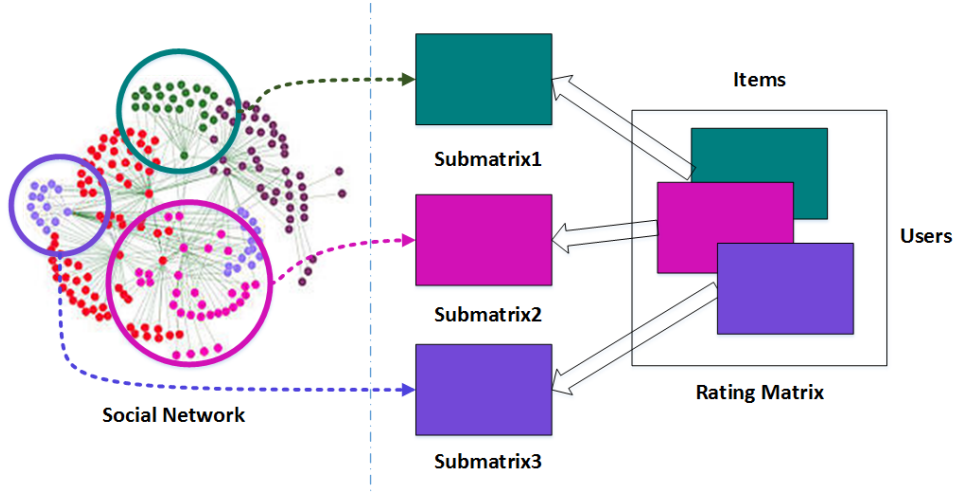 Items
Submatrix1
Users
Submatrix2
Rating Matrix
Social Network
Submatrix3